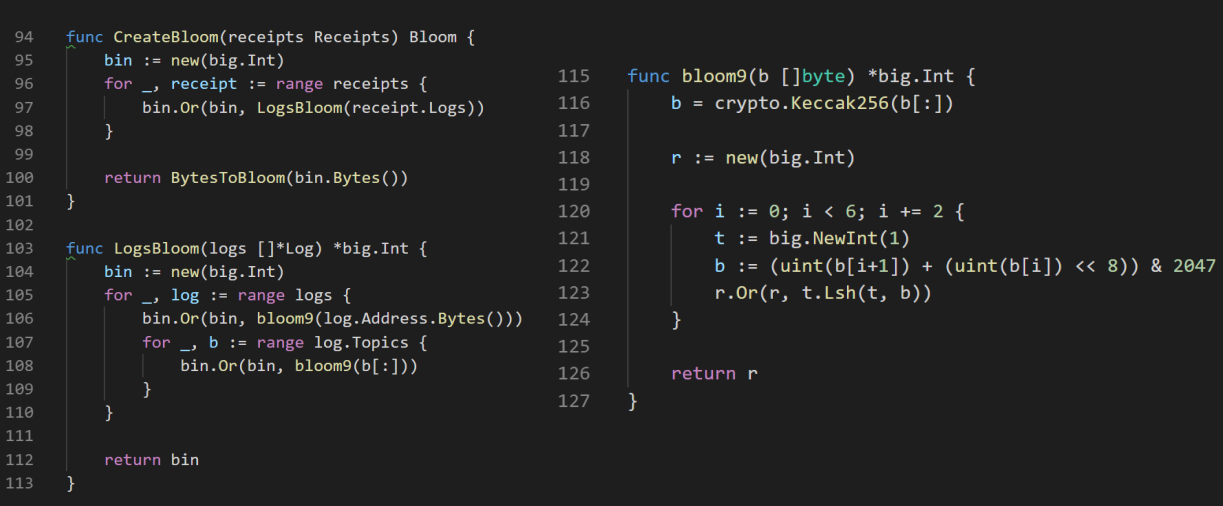 94 func CreateBloom(receipts Receipts) Bloom {
95     bin := new(big.Int)
96     for _, receipt := range receipts {
97         bin.Or(bin, LogsBloom(receipt.Logs))
98     }
99
100     return BytesToBloom(bin.Bytes())
101 }
102
103 func LogsBloom(logs []*Log) *big.Int {
104     bin := new(big.Int)
105     for _, log := range logs {
106         bin.Or(bin, bloom9(log.Address.Bytes()))
107         for _, b := range log.Topics {
108             bin.Or(bin, bloom9(b[:]))
109         }
110     }
111
112     return bin
113 }
115 func bloom9(b []byte) *big.Int {
116     b = crypto.Keccak256(b[:])
117
118     r := new(big.Int)
119
120     for i := 0; i < 6; i += 2 {
121         t := big.NewInt(1)
122         b := (uint(b[i+1]) + (uint(b[i]) << 8)) & 2047
123         r.Or(r, t.Lsh(t, b))
124     }
125
126     return r
127 }